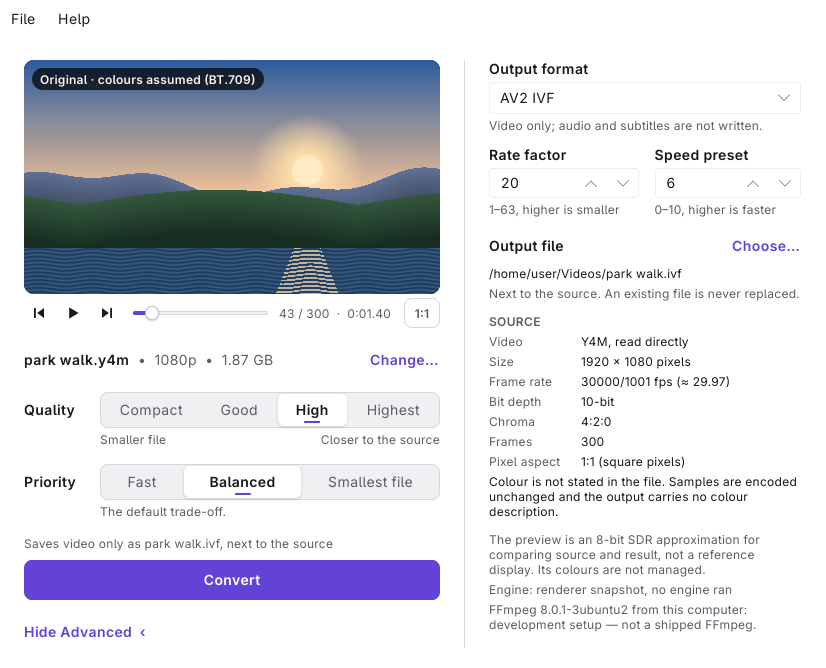 File Help
Original · colours assumed (BT.709)
43 / 300 · 0:01.40
1:1
park walk.y4m • 1080p • 1.87 GB
Change...
Quality
Compact Good High Highest
Smaller file
Closer to the source
Priority
Fast Balanced Smallest file
The default trade-off.
Saves video only as park walk.ivf, next to the source
Convert
Hide Advanced ‹
Output format
AV2 IVF
Video only; audio and subtitles are not written.
Rate factor
Speed preset
20
6
1–63, higher is smaller
0–10, higher is faster
Output file
Choose...
/home/user/Videos/park walk.ivf
Next to the source. An existing file is never replaced.
SOURCE
Video Y4M, read directly
Size 1920 × 1080 pixels
Frame rate 30000/1001 fps (≈ 29.97)
Bit depth 10-bit
Chroma 4:2:0
Frames 300
Pixel aspect 1:1 (square pixels)
Colour is not stated in the file. Samples are encoded
unchanged and the output carries no colour
description.
The preview is an 8-bit SDR approximation for
comparing source and result, not a reference
display. Its colours are not managed.
Engine: renderer snapshot, no engine ran
FFmpeg 8.0.1-3ubuntu2 from this computer:
development setup — not a shipped FFmpeg.